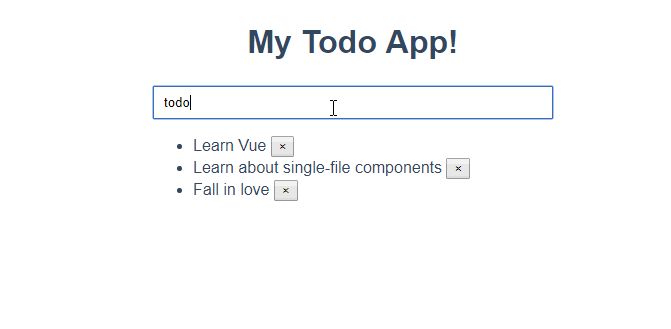 My Todo App!
todo
Learn Vue ×
Learn about single-file components ×
Fall in love ×